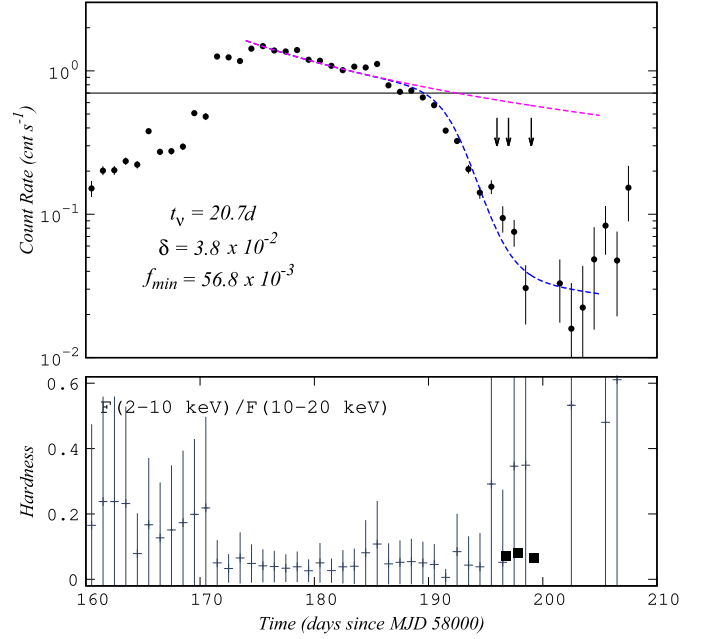 Count Rate (cnt s⁻¹)
10⁰
10⁻¹
10⁻²
t_ν = 20.7d
δ = 3.8 x 10⁻²
f_min = 56.8 x 10⁻³
Hardness
0.6
0.4
0.2
0
F(2-10 keV)/F(10-20 keV)
160 170 180 190 200 210
Time (days since MJD 58000)